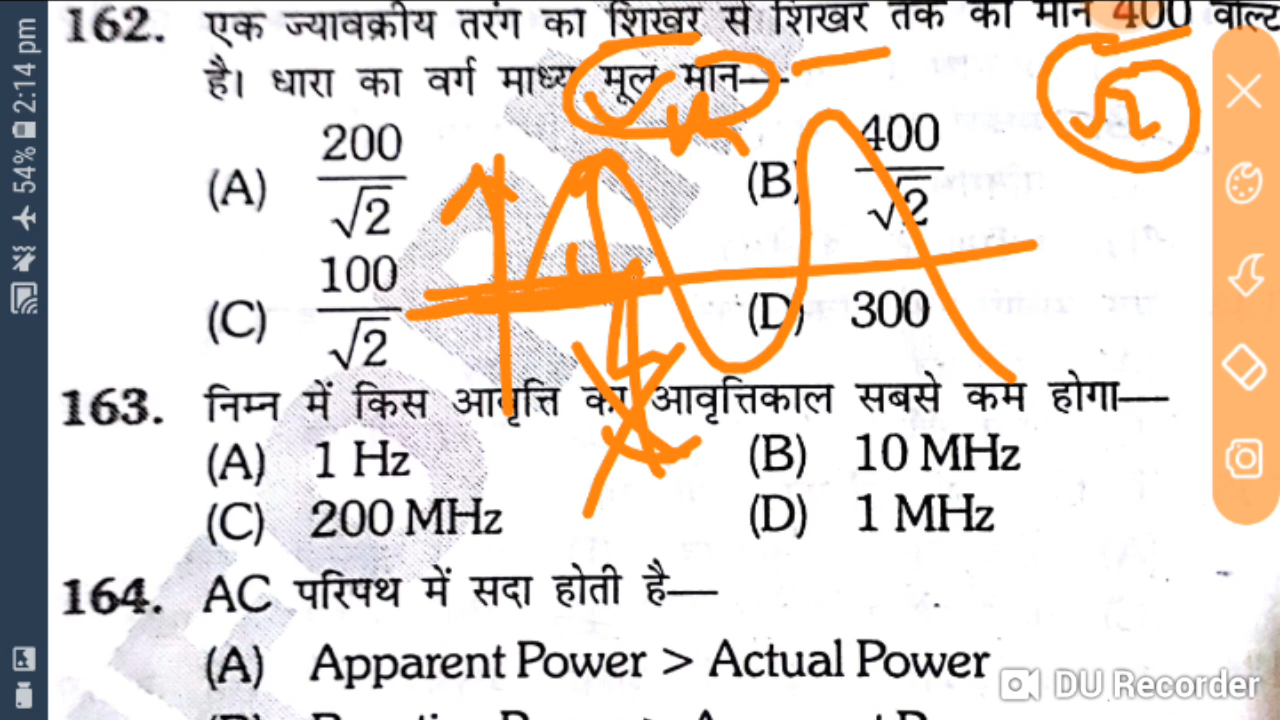 54% 2:14 pm
162. एक ज्यावक्रीय तरंग का शिखर से शिखर तक का मान 400 वोल्ट
है। धारा का वर्ग माध्य मूल मान—
(A) 200/√2 (B) 400/√2
(C) 100/√2 (D) 300
163. निम्न में किस आवृत्ति का आवृत्तिकाल सबसे कम होगा—
(A) 1 Hz (B) 10 MHz
(C) 200 MHz (D) 1 MHz
164. AC परिपथ में सदा होती है—
(A) Apparent Power > Actual Power
DU Recorder